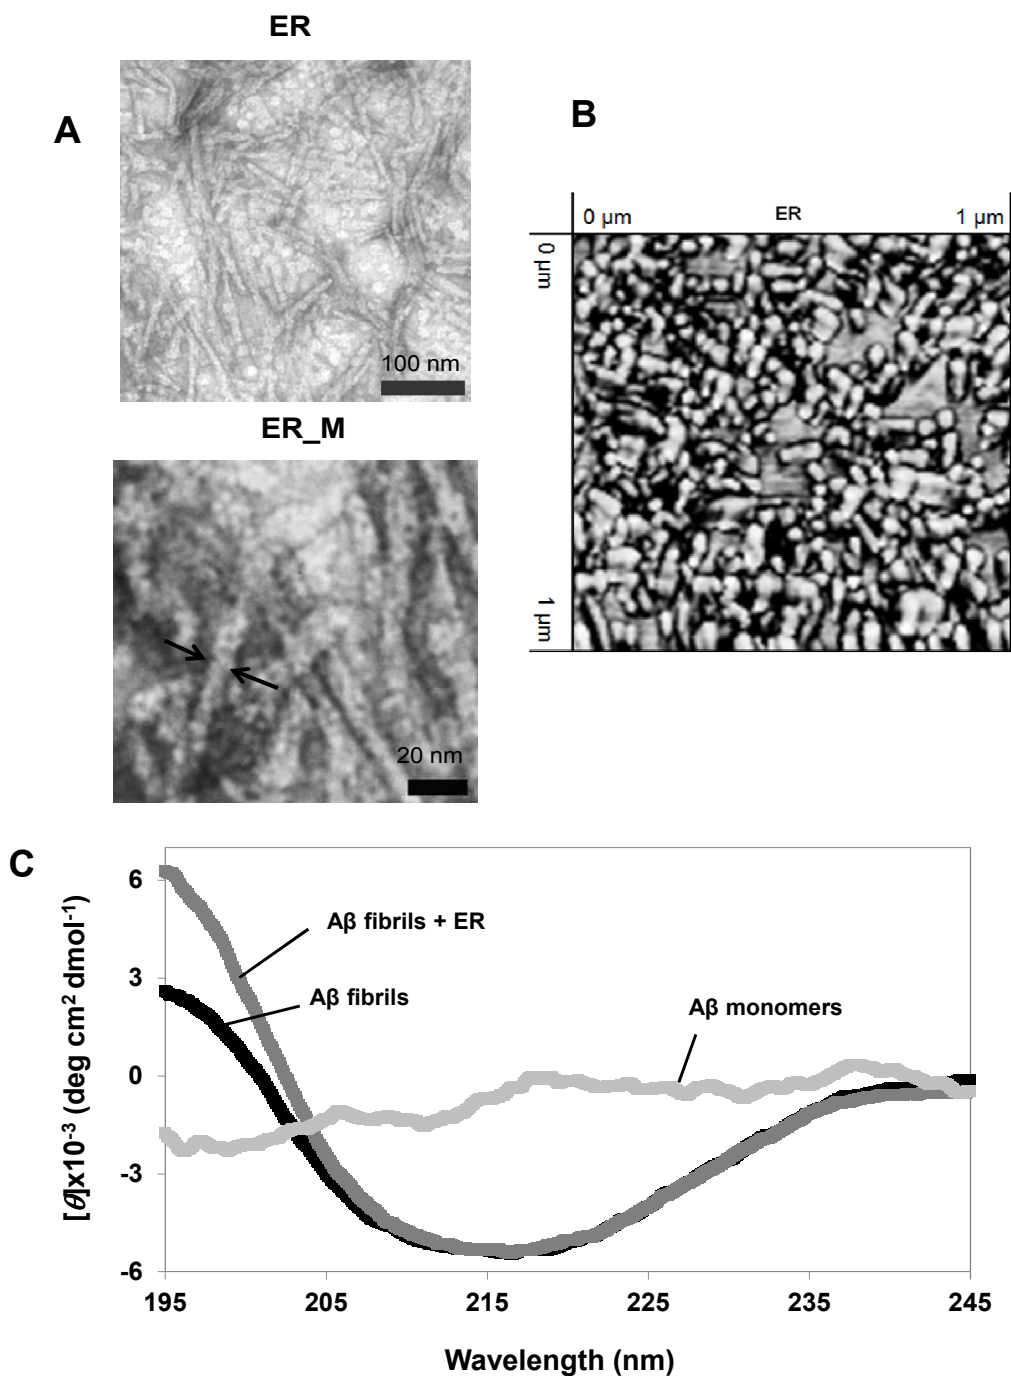 ER
A
100 nm
ER_M
20 nm
B
0 µm ER 1 µm
0 µm
1 µm
C
6
3
0
-3
-6
[θ]x10⁻³ (deg cm² dmol⁻¹)
Aβ fibrils + ER
Aβ fibrils
Aβ monomers
195 205 215 225 235 245
Wavelength (nm)